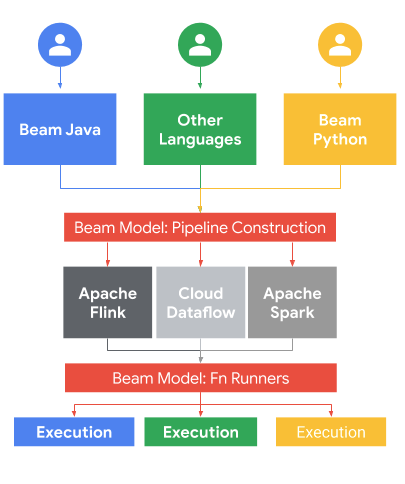 Beam Java
Other
Languages
Beam
Python
Beam Model: Pipeline Construction
Apache
Flink
Cloud
Dataflow
Apache
Spark
Beam Model: Fn Runners
Execution
Execution
Execution